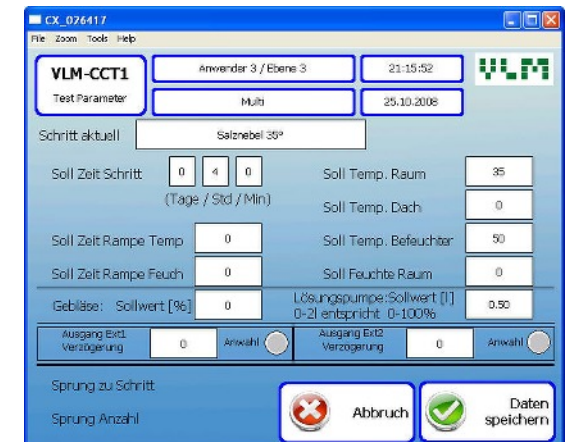 CX_026417
File Zoom Tools Help
VLM-CCT1
Test Parameter
Anwender 3 / Ebene 3
21:15:52
VLM
Multi
25.10.2008
Schritt aktuell
Salznebel 35°
Soll Zeit Schritt
0 4 0
(Tage / Std / Min)
Soll Temp. Raum
35
Soll Temp. Dach
0
Soll Zeit Rampe Temp
0
Soll Temp. Befeuchter
50
Soll Zeit Rampe Feuch
0
Soll Feuchte Raum
0
Gebläse: Sollwert [%]
0
Lösungspumpe:Sollwert [l]
0-2l entspricht 0-100%
0.50
Ausgang Ext1
Verzögerung
0
Anwahl
Ausgang Ext2
Verzögerung
0
Anwahl
Sprung zu Schritt
Sprung Anzahl
Abbruch
Daten
speichern